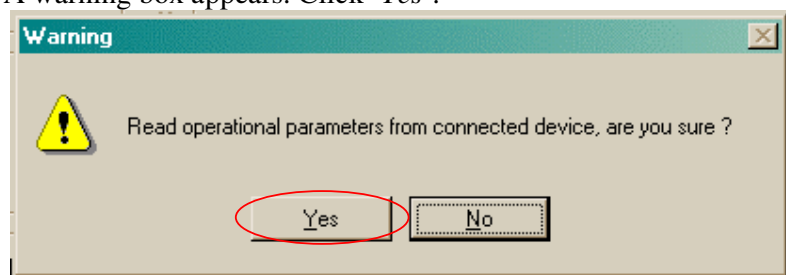 A warning box appears. Click 'Yes'.
Warning
Read operational parameters from connected device, are you sure ?
Yes
No